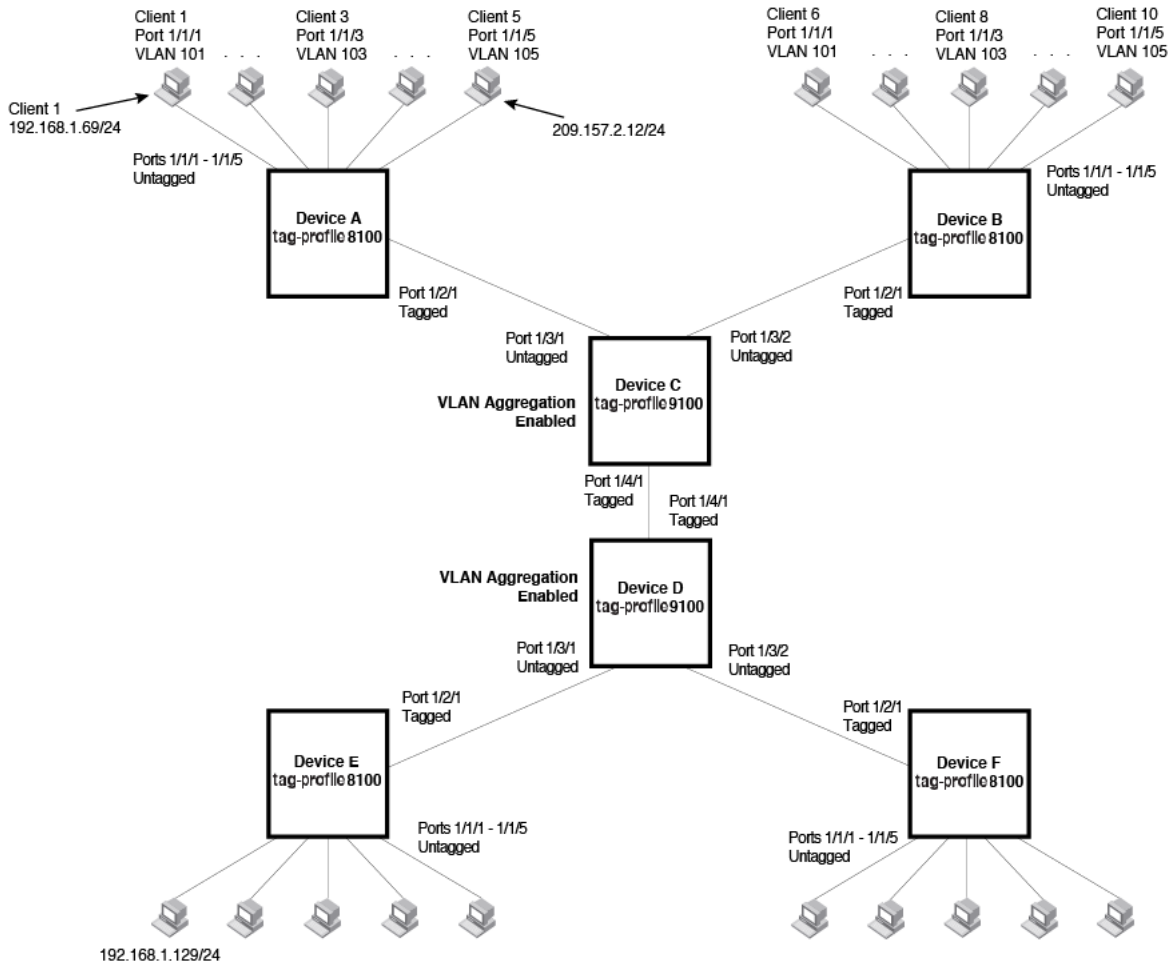 Client 1
Port 1/1/1
VLAN 101
. . .
Client 3
Port 1/1/3
VLAN 103
. . .
Client 5
Port 1/1/5
VLAN 105
Client 6
Port 1/1/1
VLAN 101
. . .
Client 8
Port 1/1/3
VLAN 103
. . .
Client 10
Port 1/1/5
VLAN 105
Client 1
192.168.1.69/24
209.157.2.12/24
Ports 1/1/1 - 1/1/5
Untagged
Ports 1/1/1 - 1/1/5
Untagged
Device A
tag-profile 8100
Device B
tag-profile 8100
Port 1/2/1
Tagged
Port 1/2/1
Tagged
Port 1/3/1
Untagged
Port 1/3/2
Untagged
Device C
tag-profile 9100
VLAN Aggregation
Enabled
Port 1/4/1
Tagged
Port 1/4/1
Tagged
VLAN Aggregation
Enabled
Device D
tag-profile 9100
Port 1/3/1
Untagged
Port 1/3/2
Untagged
Port 1/2/1
Tagged
Port 1/2/1
Tagged
Device E
tag-profile 8100
Device F
tag-profile 8100
Ports 1/1/1 - 1/1/5
Untagged
Ports 1/1/1 - 1/1/5
Untagged
192.168.1.129/24